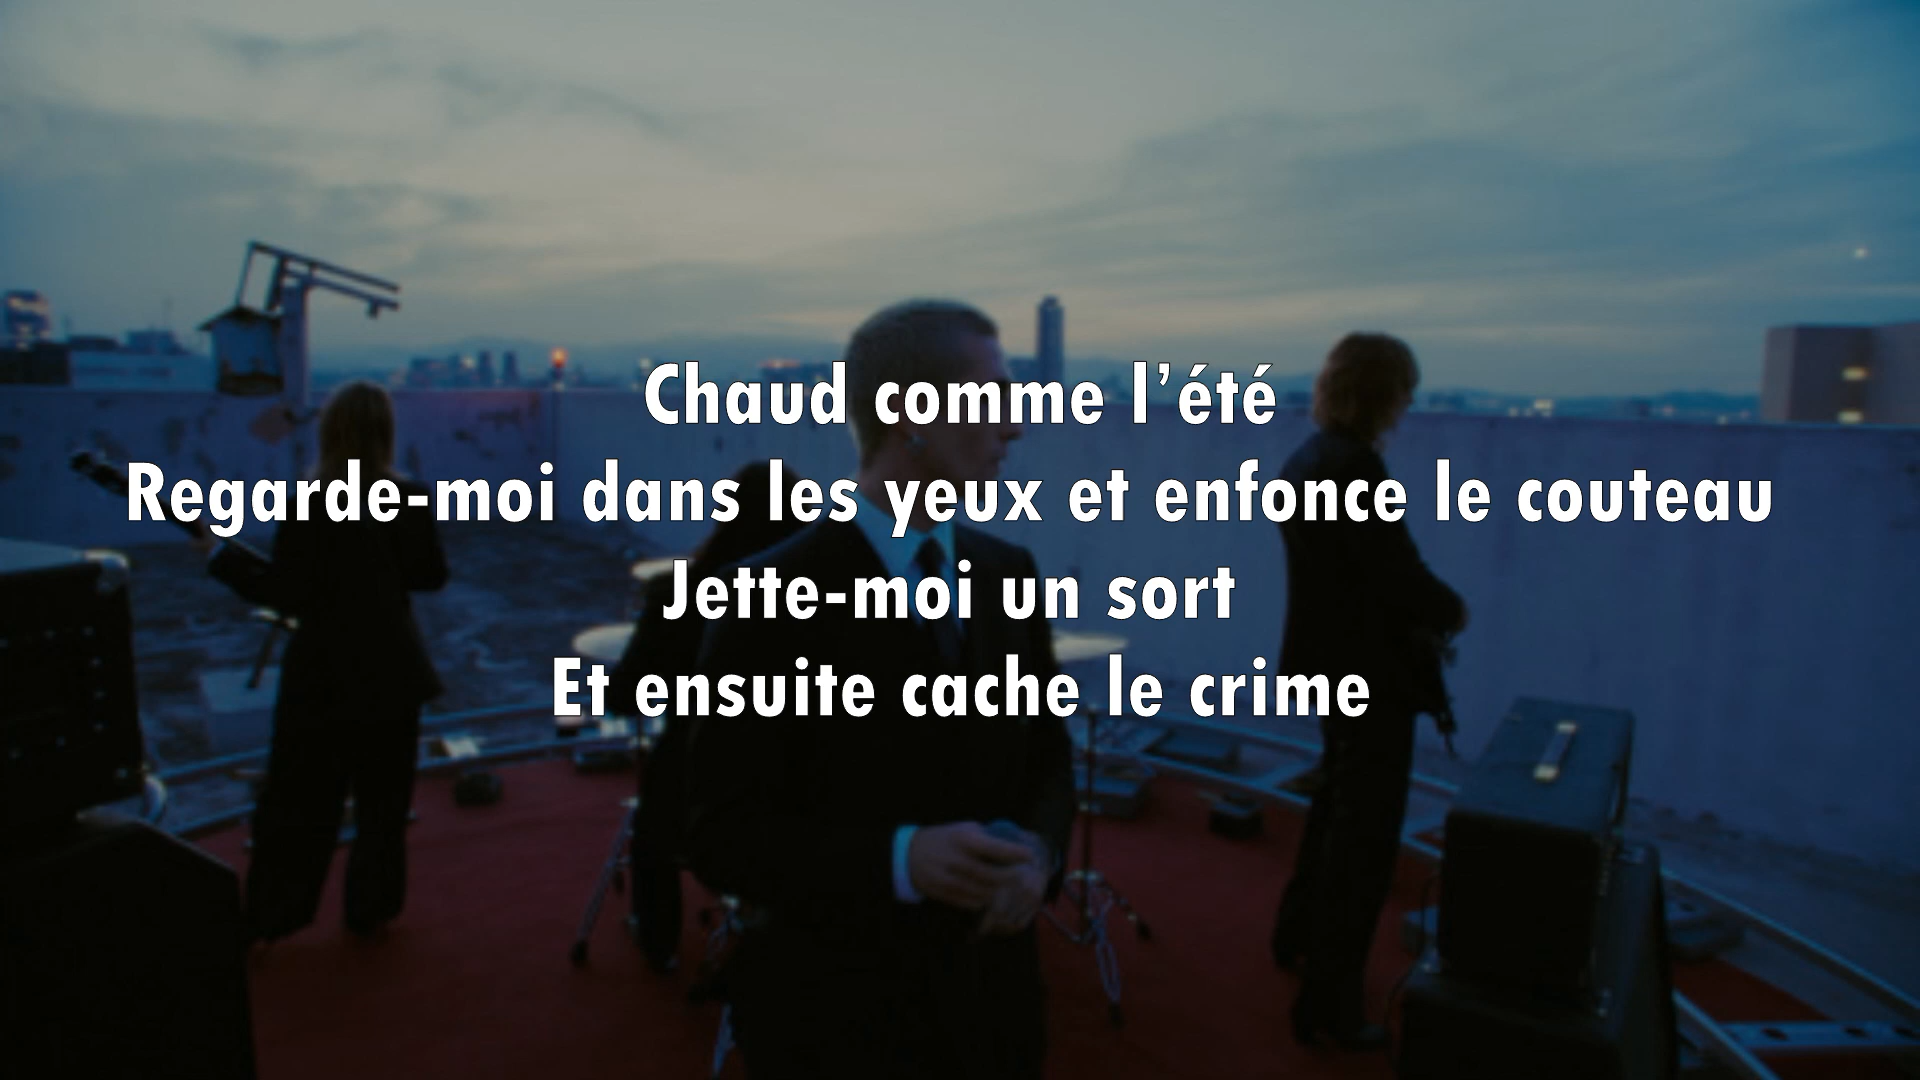 Chaud comme l’été
Regarde-moi dans les yeux et enfonce le couteau
Jette-moi un sort
Et ensuite cache le crime